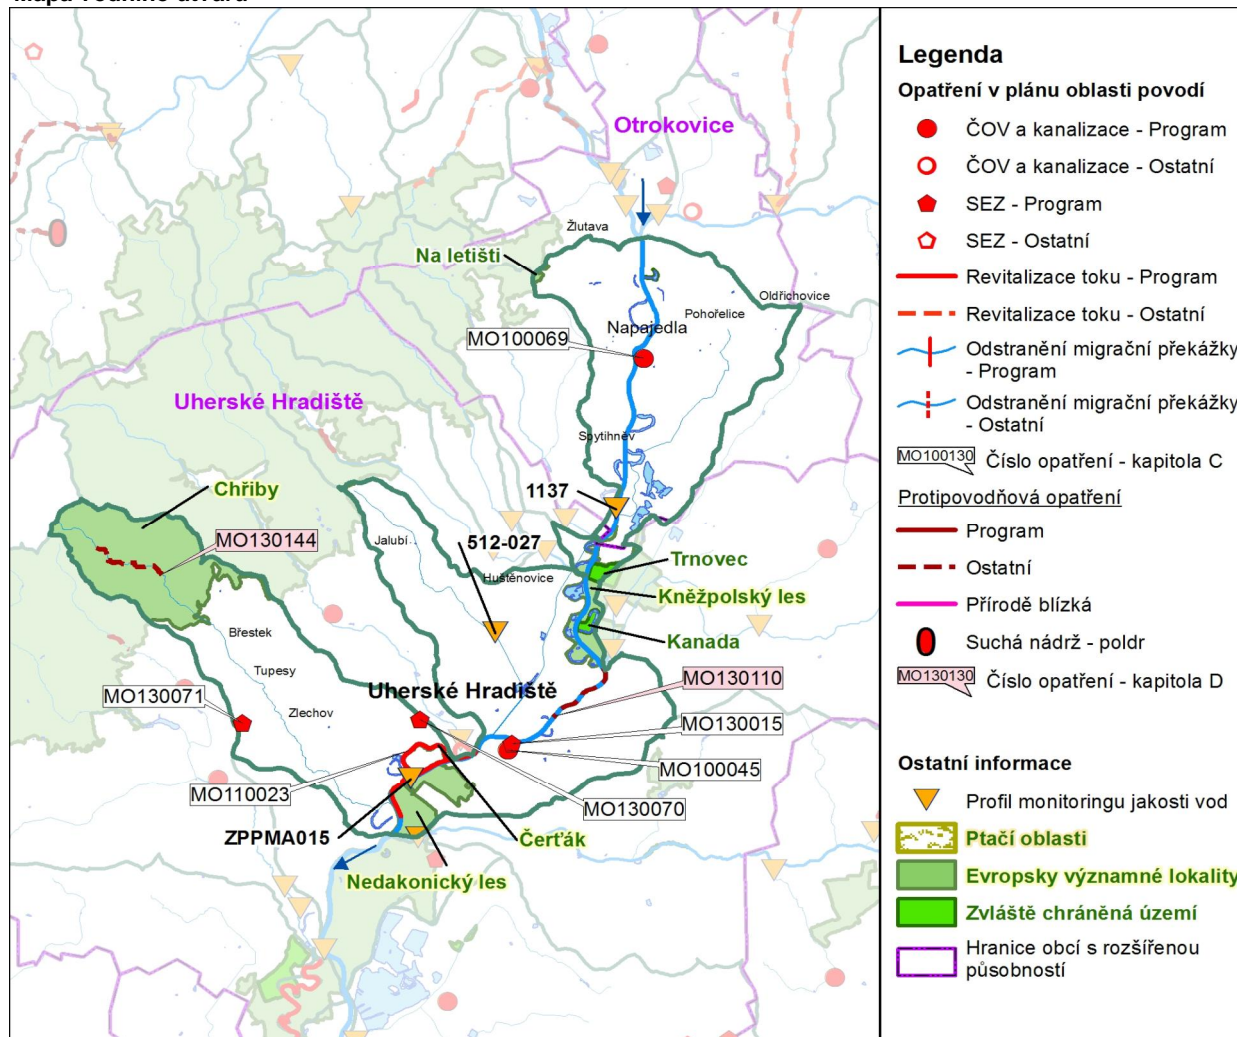 Mapa vodního útvaru
Otrokovice
Žlutava
Na letišti
Oldřichovice
Pohořelice
Napajedla
MO100069
Uherské Hradiště
Spytihněv
1137
Chřiby
MO130144
Jalubí
512-027
Huštěnovice
Trnovec
Kněžpolský les
Kanada
Břestek
Tupesy
Zlechov
MO130071
Uherské Hradiště
MO130110
MO130015
MO100045
MO110023
MO130070
ZPPMA015
Čerťák
Nedakonický les
Legenda
Opatření v plánu oblasti povodí
ČOV a kanalizace - Program
ČOV a kanalizace - Ostatní
SEZ - Program
SEZ - Ostatní
Revitalizace toku - Program
Revitalizace toku - Ostatní
Odstranění migrační překážky
- Program
Odstranění migrační překážky
- Ostatní
MO100130 Číslo opatření - kapitola C
Protipovodňová opatření
Program
Ostatní
Přírodě blízká
Suchá nádrž - poldr
MO130130 Číslo opatření - kapitola D
Ostatní informace
Profil monitoringu jakosti vod
Ptačí oblasti
Evropsky významné lokality
Zvláště chráněná území
Hranice obcí s rozšířenou
působností